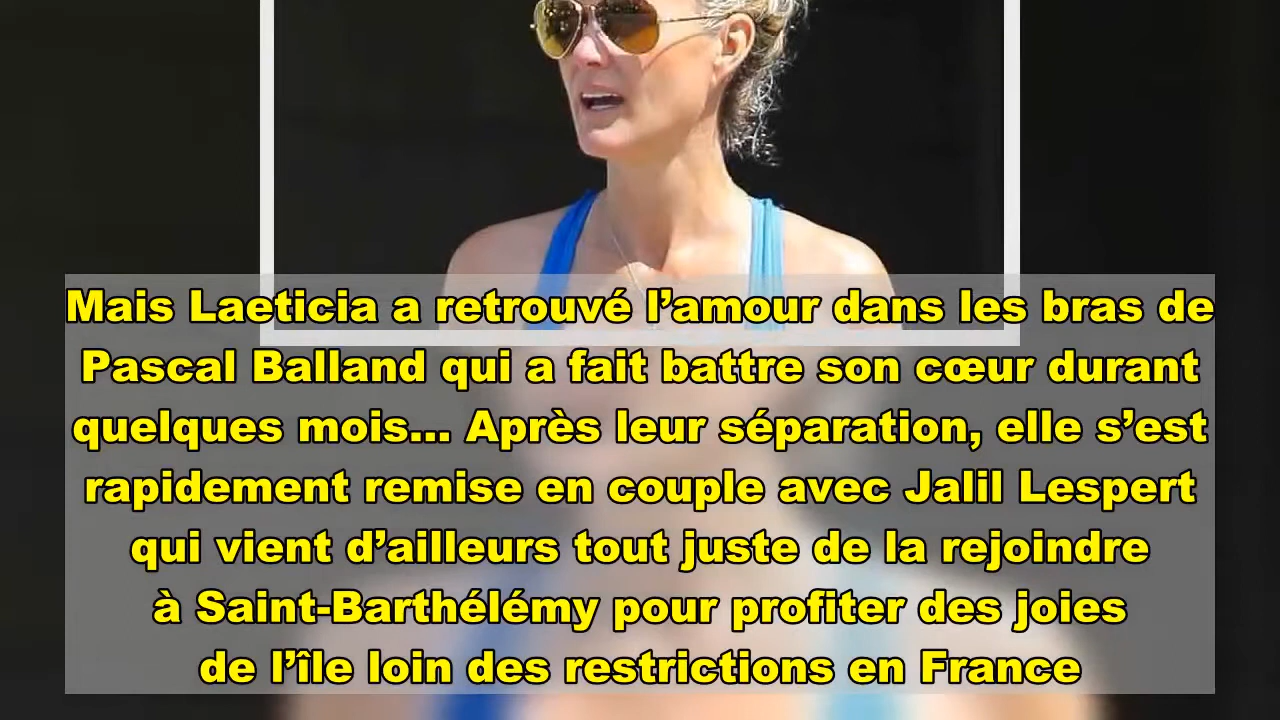 Mais Laeticia a retrouvé l’amour dans les bras de
Pascal Balland qui a fait battre son cœur durant
quelques mois... Après leur séparation, elle s’est
rapidement remise en couple avec Jalil Lespert
qui vient d’ailleurs tout juste de la rejoindre
à Saint-Barthélémy pour profiter des joies
de l’île loin des restrictions en France